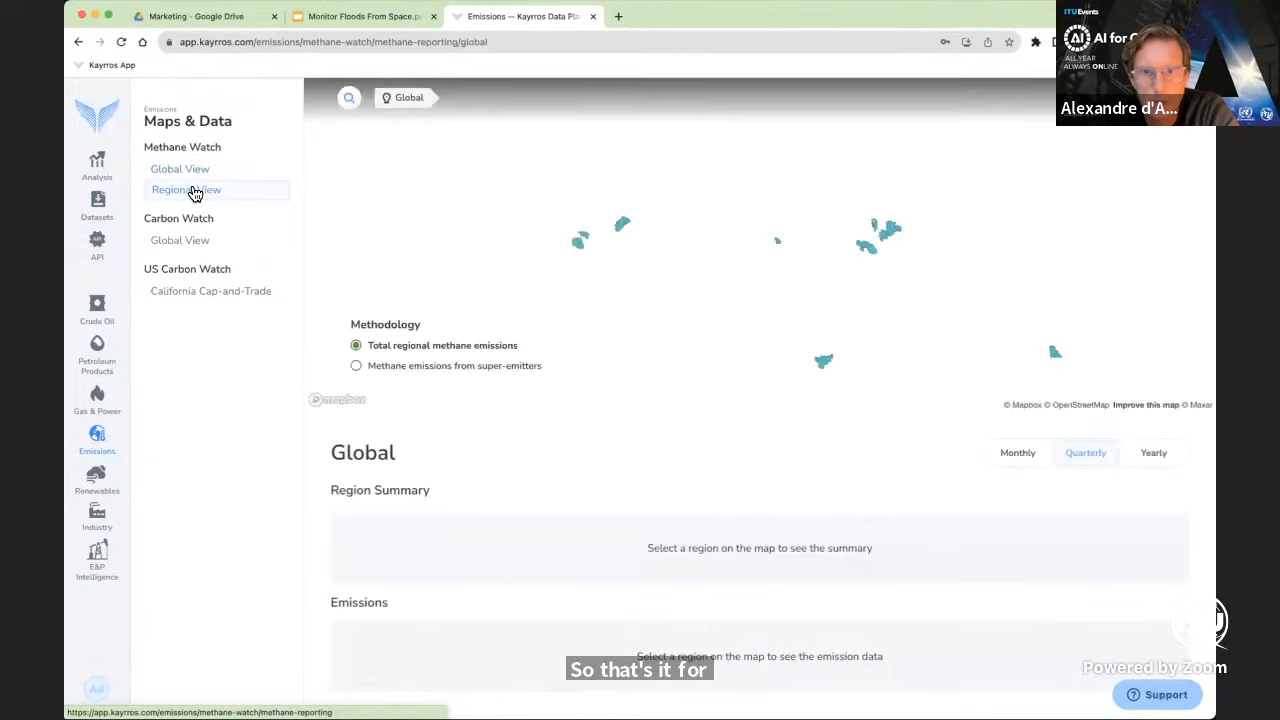 Marketing - Google Drive
Monitor Floods From Space.p
Emissions — Kayrros Data Pla
app.kayrros.com/emissions/methane-watch/methane-reporting/global
Kayrros App
ITUEvents
AI for
ALL YEAR
ALWAYS ONLINE
Alexandre d'A...
Analysis
Datasets
API
API
Crude Oil
Petroleum
Products
Gas & Power
Emissions
Renewables
Industry
E&P
Intelligence
Ad
Emissions
Maps & Data
Methane Watch
Global View
Regional View
Carbon Watch
Global View
US Carbon Watch
California Cap-and-Trade
Global
Methodology
Total regional methane emissions
Methane emissions from super-emitters
mapbox
© Mapbox © OpenStreetMap Improve this map © Maxar
Global
Monthly
Quarterly
Yearly
Region Summary
Select a region on the map to see the summary
Emissions
Select a region on the map to see the emission data
So that's it for
Powered by Zoom
Support
https://app.kayrros.com/emissions/methane-watch/methane-reporting